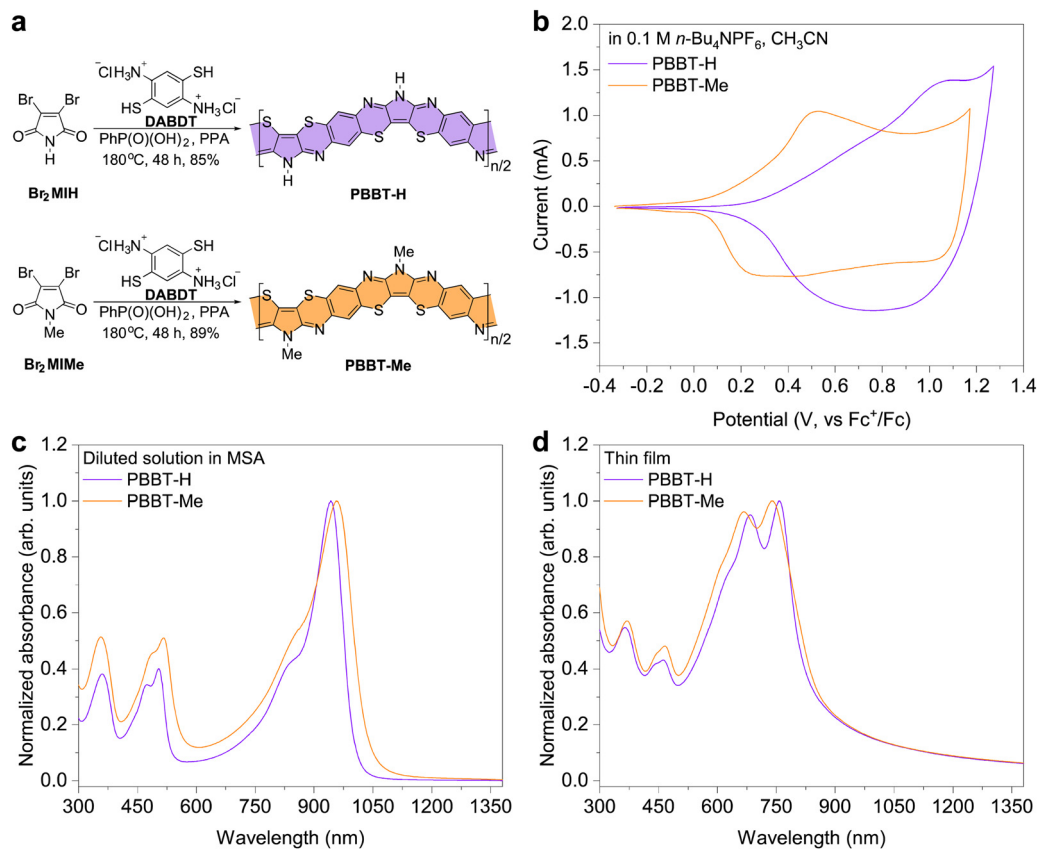 a
⁻ClH₃N⁺
SH
HS
⁺NH₃Cl⁻
DABDT
Br
Br
O
N
H
O
PhP(O)(OH)₂, PPA
180°C, 48 h, 85%
Br₂MIH
H
N
N
N
S
S
S
S
N
H
N
N
n/2
PBBT-H
⁻ClH₃N⁺
SH
HS
⁺NH₃Cl⁻
DABDT
Br
Br
O
N
Me
O
PhP(O)(OH)₂, PPA
180°C, 48 h, 89%
Br₂MIMe
Me
N
N
N
S
S
S
S
N
Me
N
N
n/2
PBBT-Me
b
in 0.1 M n-Bu₄NPF₆, CH₃CN
PBBT-H
PBBT-Me
Current (mA)
2.0
1.5
1.0
0.5
0.0
-0.5
-1.0
-1.5
-0.4 -0.2 0.0 0.2 0.4 0.6 0.8 1.0 1.2 1.4
Potential (V, vs Fc⁺/Fc)
c
Diluted solution in MSA
PBBT-H
PBBT-Me
Normalized absorbance (arb. units)
1.2
1.0
0.8
0.6
0.4
0.2
0.0
300 450 600 750 900 1050 1200 1350
Wavelength (nm)
d
Thin film
PBBT-H
PBBT-Me
Normalized absorbance (arb. units)
1.2
1.0
0.8
0.6
0.4
0.2
0.0
300 450 600 750 900 1050 1200 1350
Wavelength (nm)